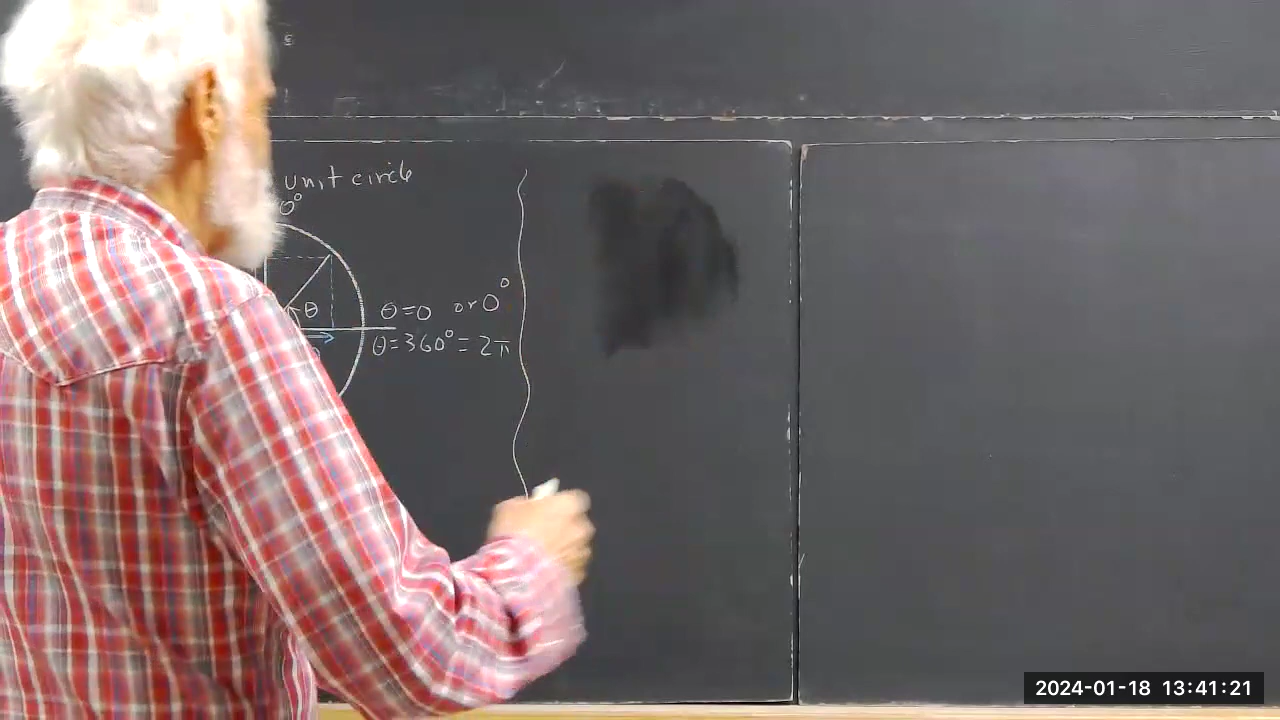 unit circle
0°
θ
θ=0 or 0°
θ=360°=2π
2024-01-18 13:41:21